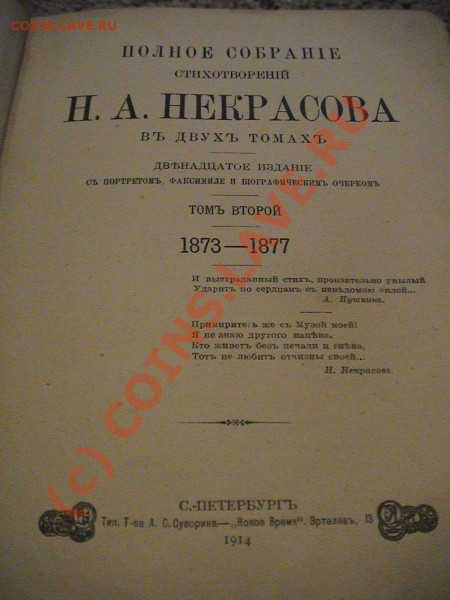 COINS.LAVE.RU
ПОЛНОЕ СОБРАНІЕ
СТИХОТВОРЕНІЙ
Н. А. НЕКРАСОВА
ВЪ ДВУХЪ ТОМАХЪ
ДВѢНАДЦАТОЕ ИЗДАНІЕ
СЪ ПОРТРЕТОМЪ, ФАКСИМИЛЕ И БІОГРАФИЧЕСКИМЪ ОЧЕРКОМЪ
ТОМЪ ВТОРОЙ
1873—1877
И выстраданный стихъ, пронзительно унылый
Ударитъ по сердцамъ съ невѣдомою силой...
А. Пушкинъ.
Примиритесь же съ Музой моей!
Я не знаю другого напѣва.
Кто живетъ безъ печали и гнѣва,
Тотъ не любитъ отчизны своей...
Н. Некрасовъ.
С.-ПЕТЕРБУРГЪ
Тип. Т-ва А. С. Суворина—„Новое Время“. Эртелевъ, 13
1914
(c) COINS.LAVE.RU